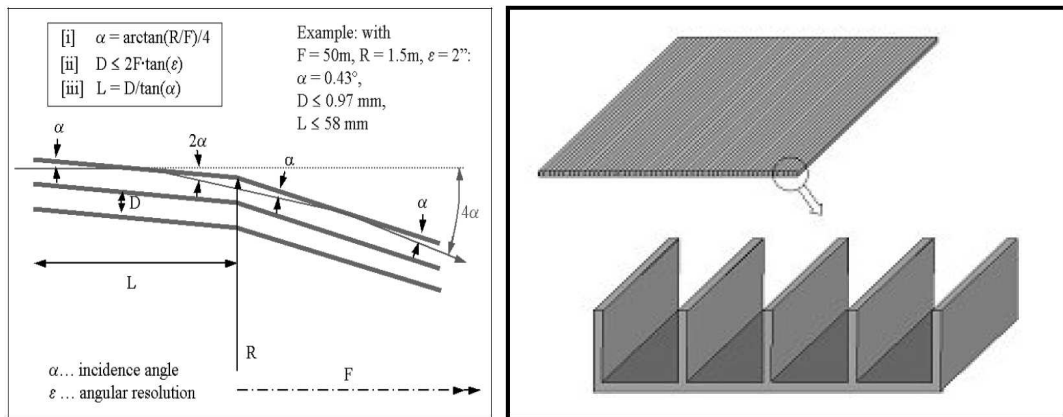 [i] α = arctan(R/F)/4
[ii] D ≤ 2F·tan(ε)
[iii] L = D/tan(α)
Example: with
F = 50m, R = 1.5m, ε = 2”:
α = 0.43°,
D ≤ 0.97 mm,
L ≤ 58 mm
α
2α
α
D
α
4α
L
R
F
α… incidence angle
ε … angular resolution